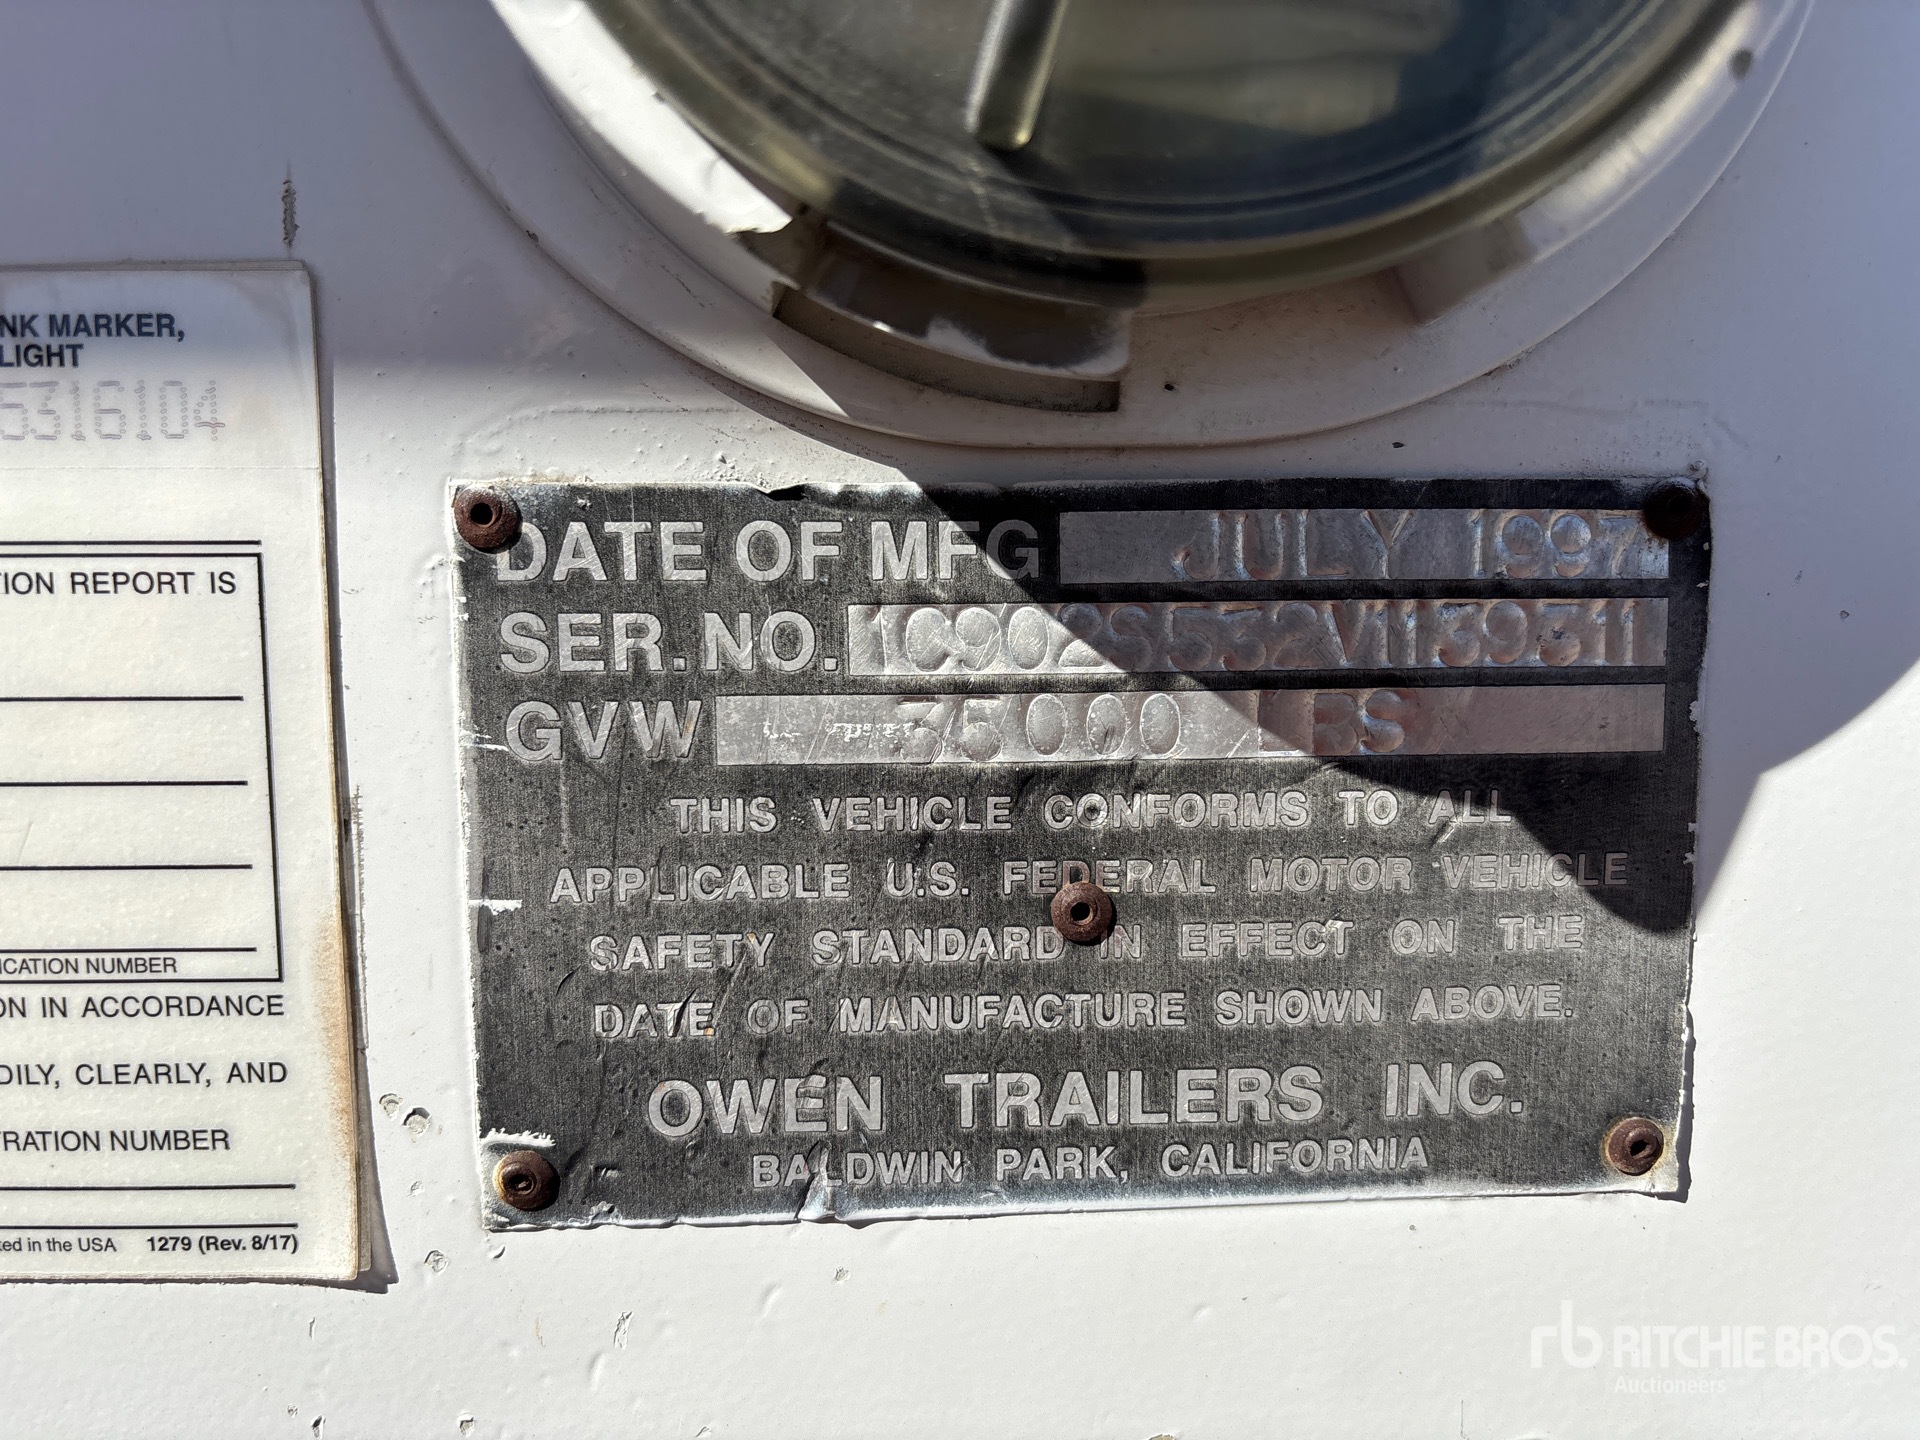 NK MARKER,
LIGHT
5316104
TION REPORT IS
ICATION NUMBER
ON IN ACCORDANCE
DILY, CLEARLY, AND
TRATION NUMBER
ted in the USA 1279 (Rev. 8/17)
DATE OF MFG JULY 1997
SER. NO. 1C902S532V1139311
GVW 35000 LBS
THIS VEHICLE CONFORMS TO ALL
APPLICABLE U.S. FEDERAL MOTOR VEHICLE
SAFETY STANDARD IN EFFECT ON THE
DATE OF MANUFACTURE SHOWN ABOVE.
OWEN TRAILERS INC.
BALDWIN PARK, CALIFORNIA
rb RITCHIE BROS.
Auctioneers